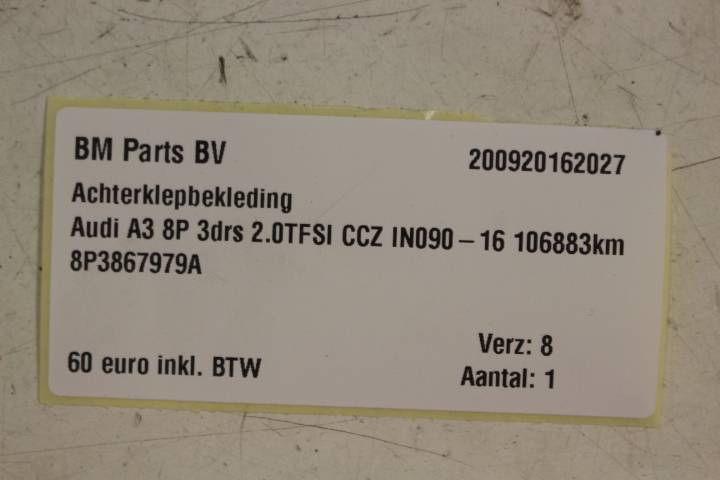 BM Parts BV 200920162027
Achterklepbekleding
Audi A3 8P 3drs 2.0TFSI CCZ IN090 – 16 106883km
8P3867979A
Verz: 8
60 euro inkl. BTW
Aantal: 1